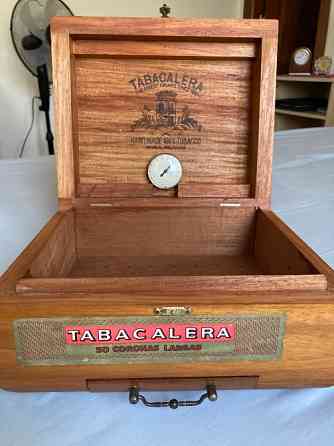 TABACALERA
HANDMADE 100% TOBACCO
TABACALERA
50 CORONAS LARGAS